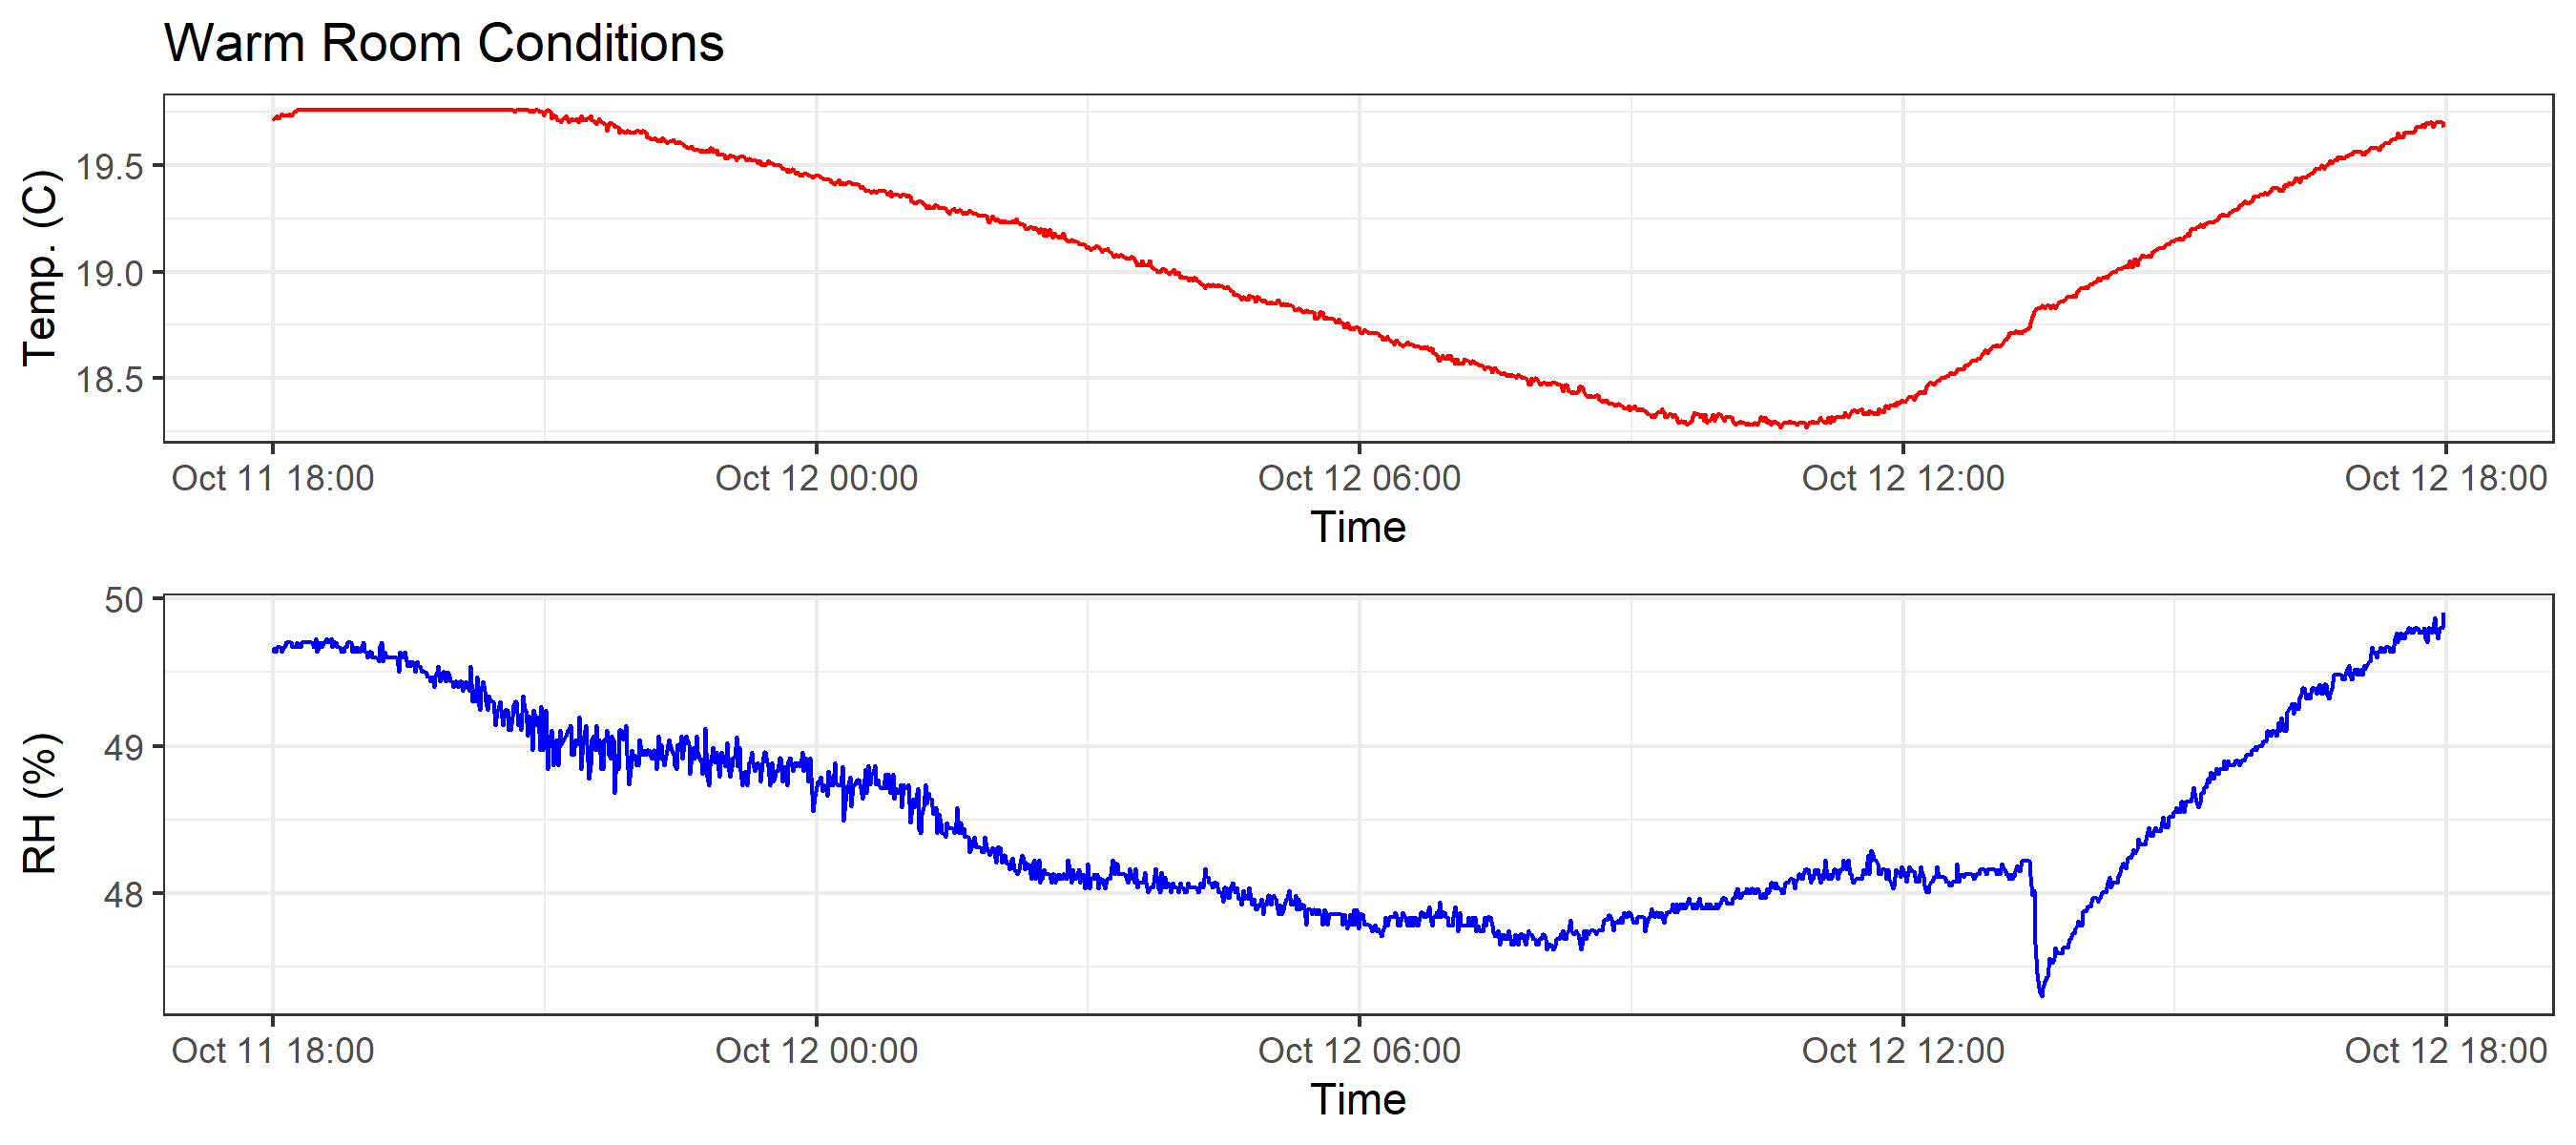 Warm Room Conditions
Temp. (C)
19.5
19.0
18.5
Oct 11 18:00 Oct 12 00:00 Oct 12 06:00 Oct 12 12:00 Oct 12 18:00
Time
RH (%)
50
49
48
Oct 11 18:00 Oct 12 00:00 Oct 12 06:00 Oct 12 12:00 Oct 12 18:00
Time